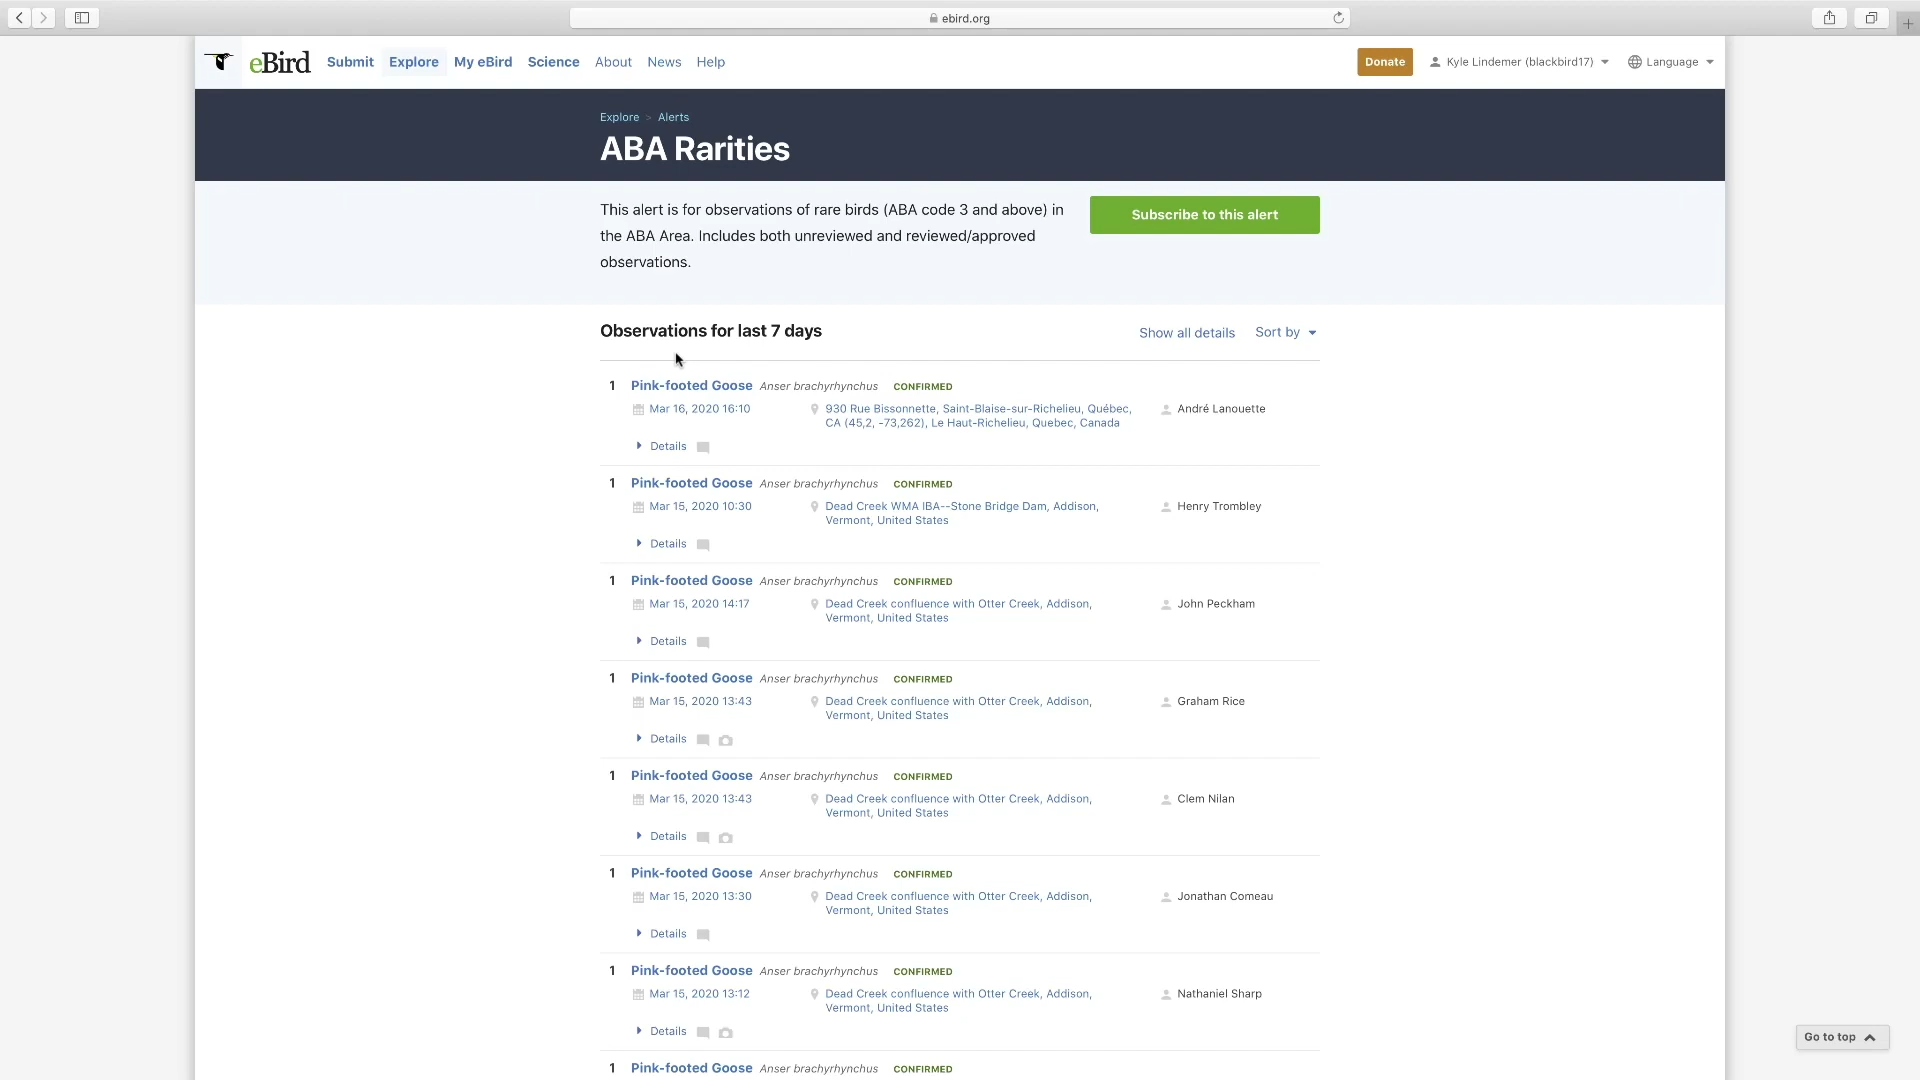 ebird.org
eBird Submit Explore My eBird Science About News Help Donate Kyle Lindemer (blackbird17) Language
Explore > Alerts
ABA Rarities
This alert is for observations of rare birds (ABA code 3 and above) in
the ABA Area. Includes both unreviewed and reviewed/approved
observations.
Subscribe to this alert
Observations for last 7 days Show all details Sort by
1 Pink-footed Goose Anser brachyrhynchus CONFIRMED
Mar 16, 2020 16:10 930 Rue Bissonnette, Saint-Blaise-sur-Richelieu, Québec, André Lanouette
CA (45,2, -73,262), Le Haut-Richelieu, Quebec, Canada
Details
1 Pink-footed Goose Anser brachyrhynchus CONFIRMED
Mar 15, 2020 10:30 Dead Creek WMA IBA--Stone Bridge Dam, Addison, Henry Trombley
Vermont, United States
Details
1 Pink-footed Goose Anser brachyrhynchus CONFIRMED
Mar 15, 2020 14:17 Dead Creek confluence with Otter Creek, Addison, John Peckham
Vermont, United States
Details
1 Pink-footed Goose Anser brachyrhynchus CONFIRMED
Mar 15, 2020 13:43 Dead Creek confluence with Otter Creek, Addison, Graham Rice
Vermont, United States
Details
1 Pink-footed Goose Anser brachyrhynchus CONFIRMED
Mar 15, 2020 13:43 Dead Creek confluence with Otter Creek, Addison, Clem Nilan
Vermont, United States
Details
1 Pink-footed Goose Anser brachyrhynchus CONFIRMED
Mar 15, 2020 13:30 Dead Creek confluence with Otter Creek, Addison, Jonathan Comeau
Vermont, United States
Details
1 Pink-footed Goose Anser brachyrhynchus CONFIRMED
Mar 15, 2020 13:12 Dead Creek confluence with Otter Creek, Addison, Nathaniel Sharp
Vermont, United States
Details
Go to top
1 Pink-footed Goose Anser brachyrhynchus CONFIRMED